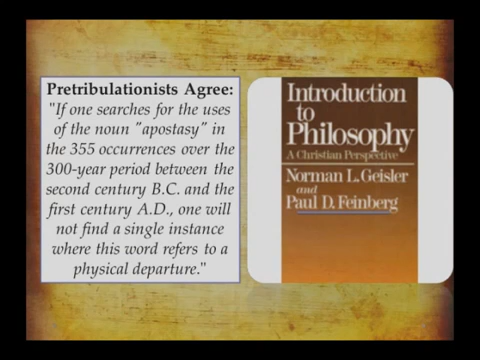 Pretribulationists Agree:
"If one searches for the uses
of the noun "apostasy" in
the 355 occurrences over the
300-year period between the
second century B.C. and the
first century A.D., one will
not find a single instance
where this word refers to a
physical departure."
Introduction
to
Philosophy
A Christian Perspective
Norman L. Geisler
and
Paul D. Feinberg